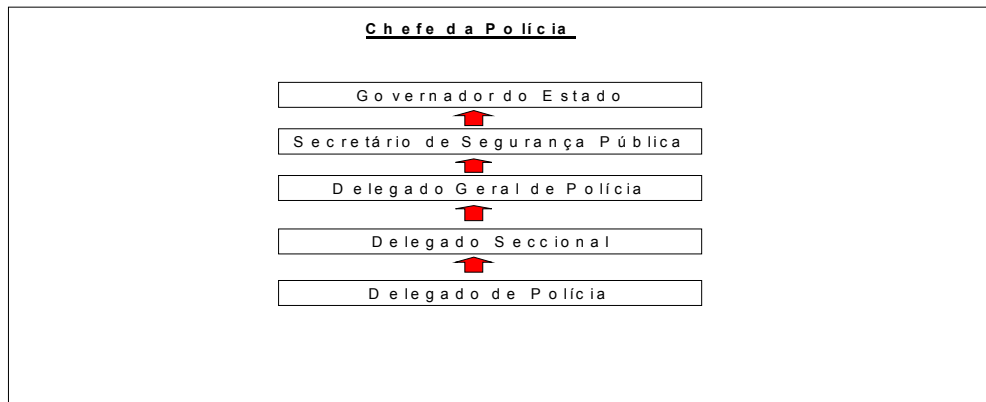 Chefe da Polícia
Governador do Estado
Secretário de Segurança Pública
Delegado Geral de Polícia
Delegado Seccional
Delegado de Polícia